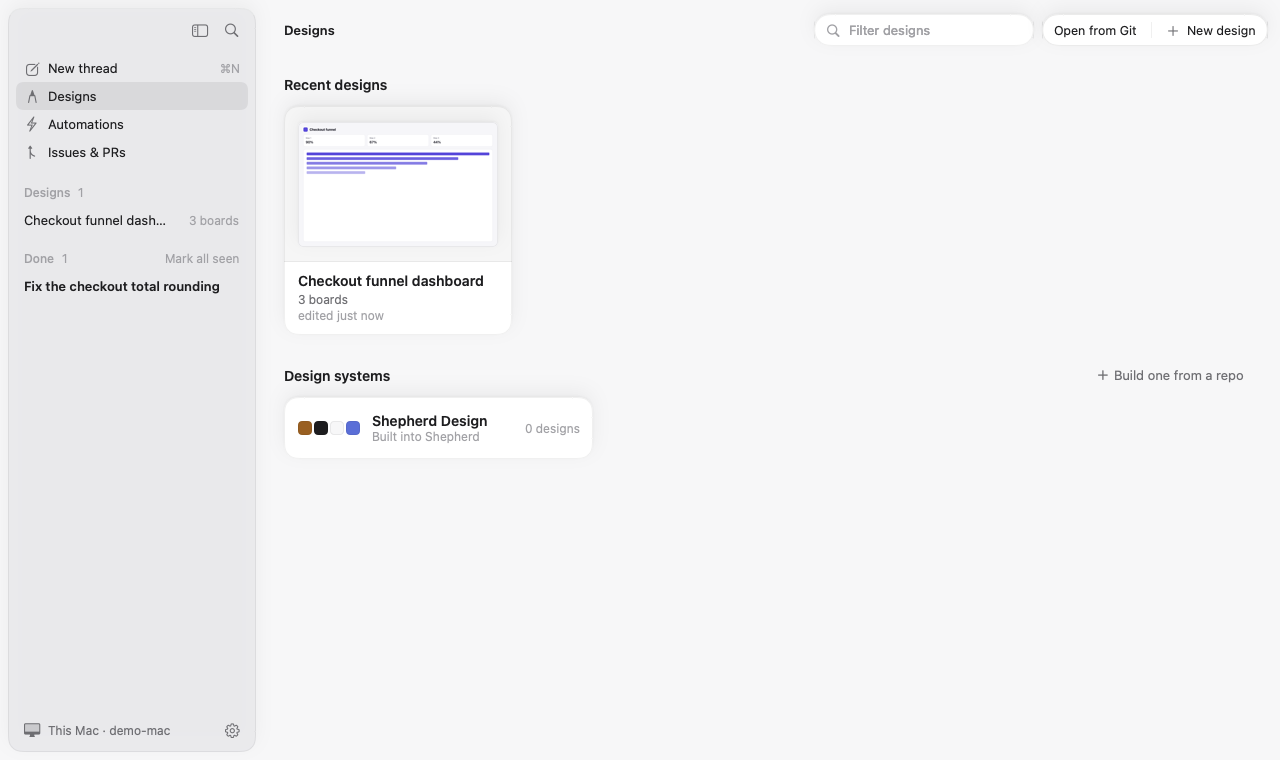 New thread ⌘N
Designs
Automations
Issues & PRs
Designs 1
Checkout funnel dash... 3 boards
Done 1 Mark all seen
Fix the checkout total rounding
This Mac · demo-mac
Designs
Filter designs
Open from Git
New design
Recent designs
Checkout funnel
Checkout funnel dashboard
3 boards
edited just now
Design systems
Build one from a repo
Shepherd Design
Built into Shepherd
0 designs